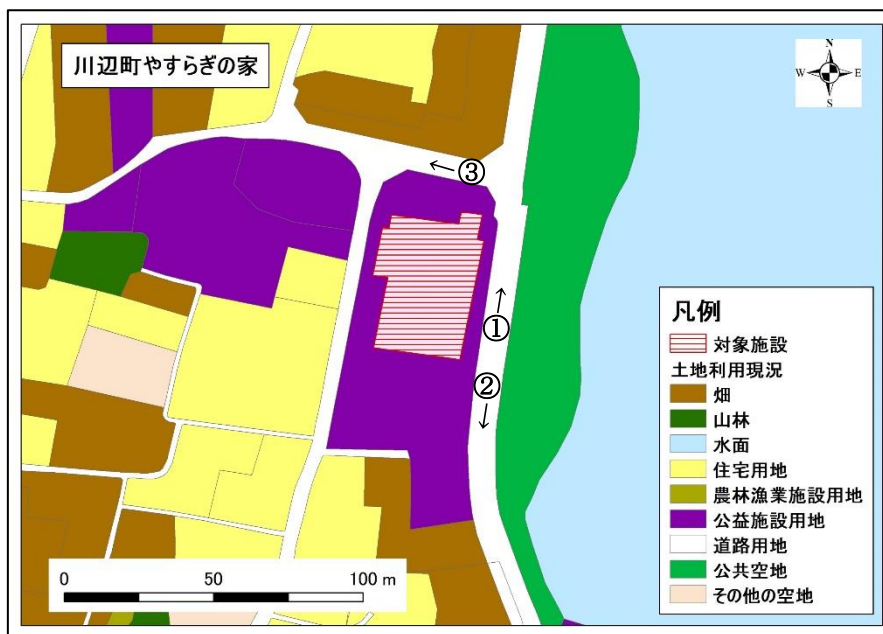 川辺町やすらぎの家
N
W E
S
③
①
②
凡例
対象施設
土地利用現況
畑
山林
水面
住宅用地
農林漁業施設用地
公益施設用地
道路用地
公共空地
その他の空地
0 50 100 m